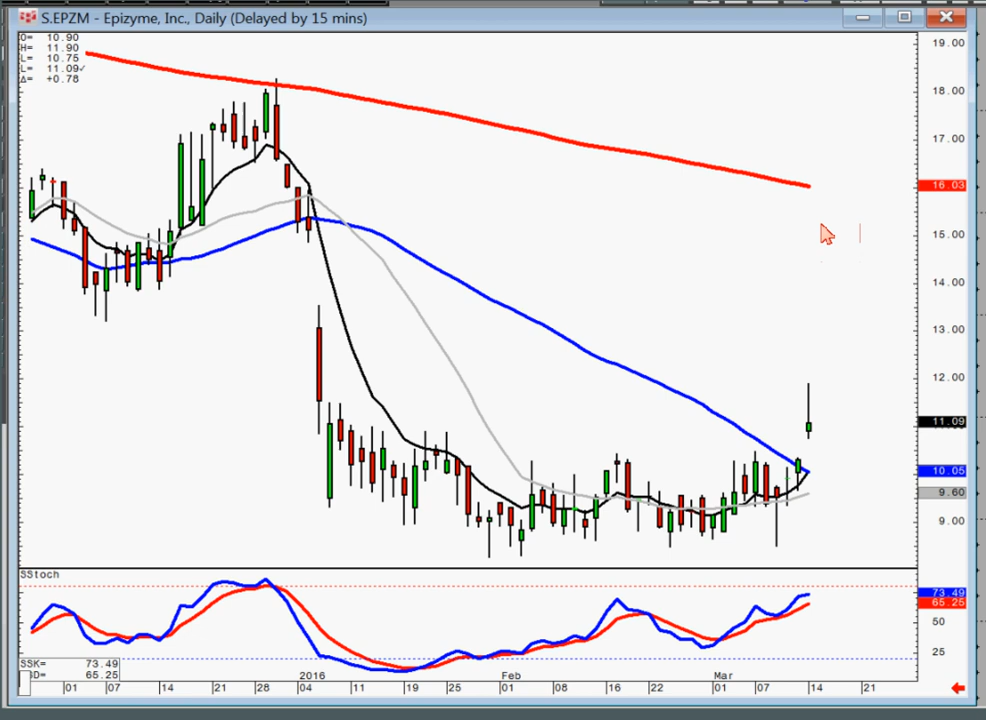 S.EPZM - Epizyme, Inc., Daily (Delayed by 15 mins)
O= 10.90
H= 11.90
L= 10.75
L= 11.09✓
Δ= +0.78
19.00
18.00
17.00
16.03
15.00
14.00
13.00
12.00
11.09
10.05
9.60
9.00
SStoch
73.49
65.25
50
25
SSK= 73.49
SD= 65.25
2016 Feb Mar
01 07 14 21 28 04 11 19 25 01 08 16 22 01 07 14 21